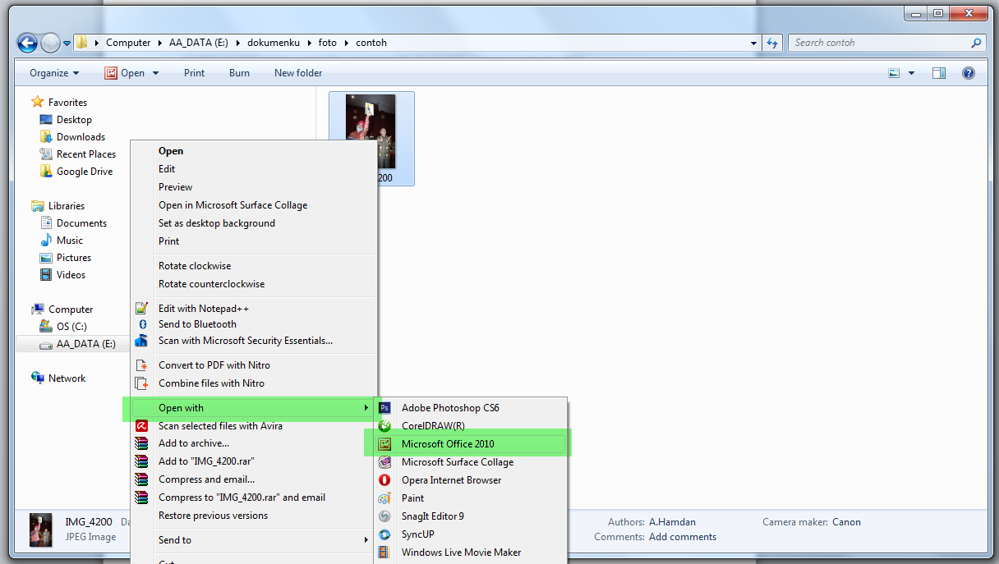 Computer ▸ AA_DATA (E:) ▸ dokumenku ▸ foto ▸ contoh
Search contoh
Organize Open Print Burn New folder
Favorites
Desktop
Downloads
Recent Places
Google Drive
Libraries
Documents
Music
Pictures
Videos
Computer
OS (C:)
AA_DATA (E:)
Network
200
Open
Edit
Preview
Open in Microsoft Surface Collage
Set as desktop background
Print
Rotate clockwise
Rotate counterclockwise
Edit with Notepad++
Send to Bluetooth
Scan with Microsoft Security Essentials...
Convert to PDF with Nitro
Combine files with Nitro
Open with
Scan selected files with Avira
Add to archive...
Add to "IMG_4200.rar"
Compress and email...
Compress to "IMG_4200.rar" and email
Restore previous versions
Send to
Cut
Ps Adobe Photoshop CS6
CorelDRAW(R)
Microsoft Office 2010
Microsoft Surface Collage
Opera Internet Browser
Paint
SnagIt Editor 9
SyncUP
Windows Live Movie Maker
IMG_4200 Da
JPEG Image
Authors: A.Hamdan
Comments: Add comments
Camera maker: Canon